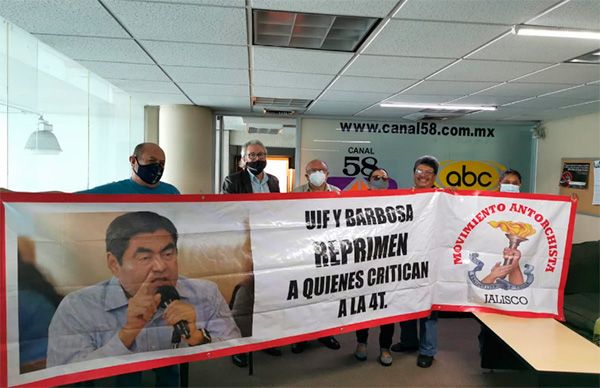 www.canal58.com.mx
CANAL
58
abc
UIF Y BARBOSA
REPRIMEN
A QUIENES CRITICAN
A LA 4T.
MOVIMIENTO ANTORCHISTA
JALISCO